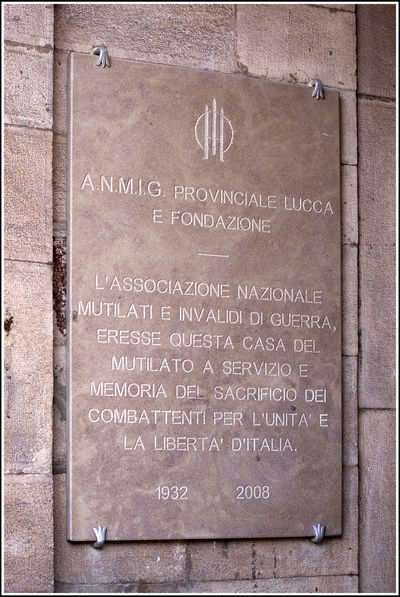 A.N.M.I.G. PROVINCIALE LUCCA
E FONDAZIONE
L'ASSOCIAZIONE NAZIONALE
MUTILATI E INVALIDI DI GUERRA,
ERESSE QUESTA CASA DEL
MUTILATO A SERVIZIO E
MEMORIA DEL SACRIFICIO DEI
COMBATTENTI PER L'UNITA' E
LA LIBERTA' D'ITALIA.
1932 2008